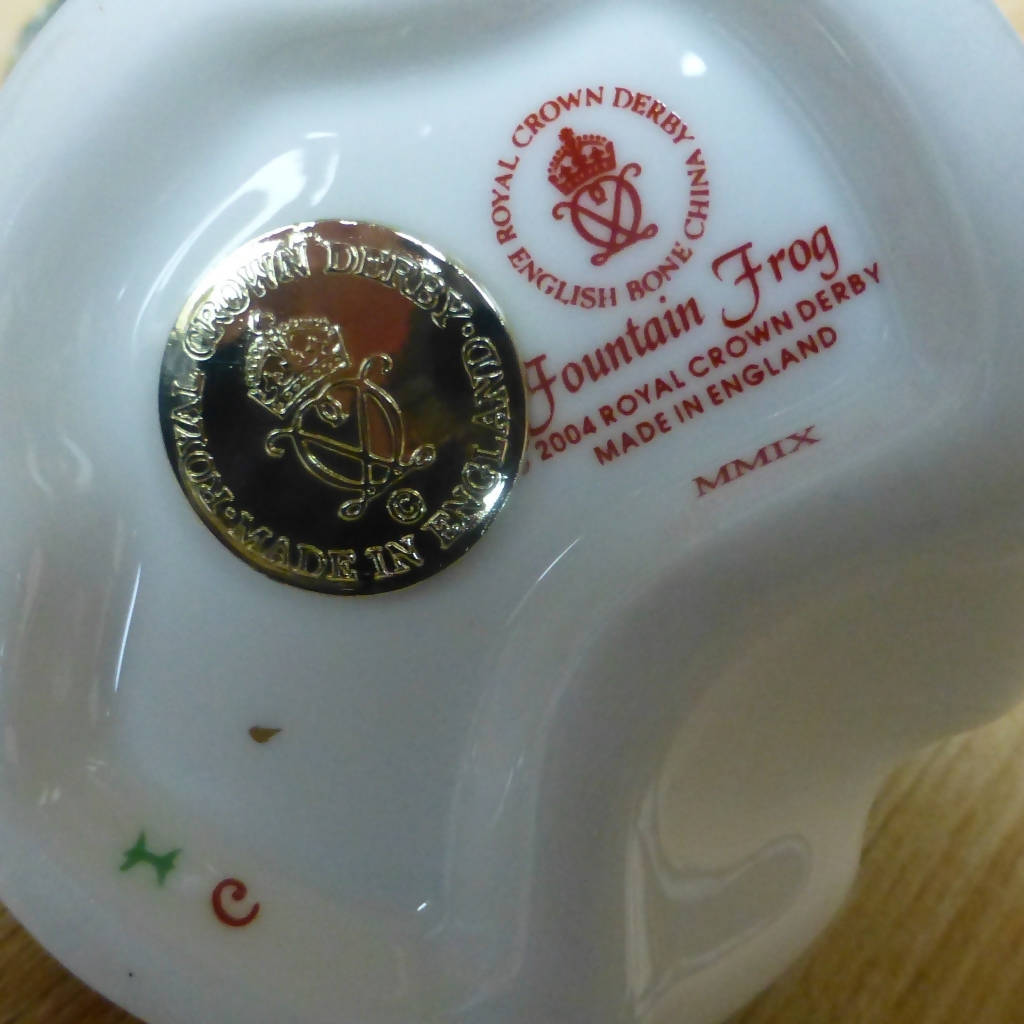 ROYAL CROWN DERBY
ENGLISH BONE CHINA
Fountain Frog
2004 ROYAL CROWN DERBY
MADE IN ENGLAND
MMIX
ROYAL CROWN DERBY · MADE IN ENGLAND ·
©
C